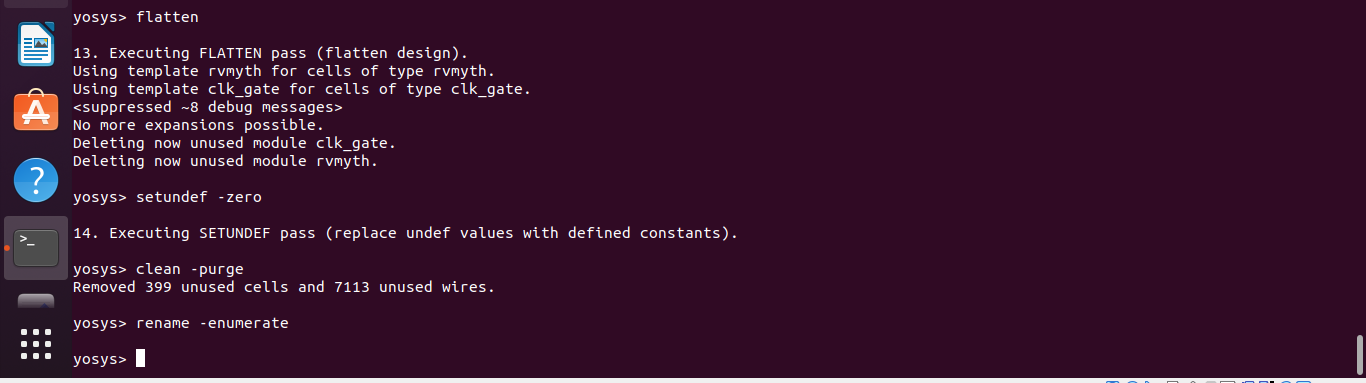 yosys> flatten
13. Executing FLATTEN pass (flatten design).
Using template rvmyth for cells of type rvmyth.
Using template clk_gate for cells of type clk_gate.
<suppressed ~8 debug messages>
No more expansions possible.
Deleting now unused module clk_gate.
Deleting now unused module rvmyth.
yosys> setundef -zero
14. Executing SETUNDEF pass (replace undef values with defined constants).
yosys> clean -purge
Removed 399 unused cells and 7113 unused wires.
yosys> rename -enumerate
yosys>